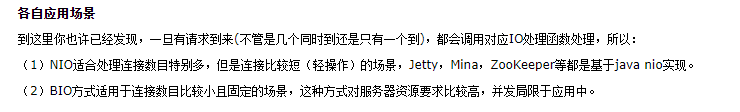 各自应用场景
到这里你也许已经发现，一旦有请求到来(不管是几个同时到还是只有一个到)，都会调用对应IO处理函数处理，所以：
（1）NIO适合处理连接数目特别多，但是连接比较短（轻操作）的场景，Jetty，Mina，ZooKeeper等都是基于java nio实现。
（2）BIO方式适用于连接数目比较小且固定的场景，这种方式对服务器资源要求比较高，并发局限于应用中。